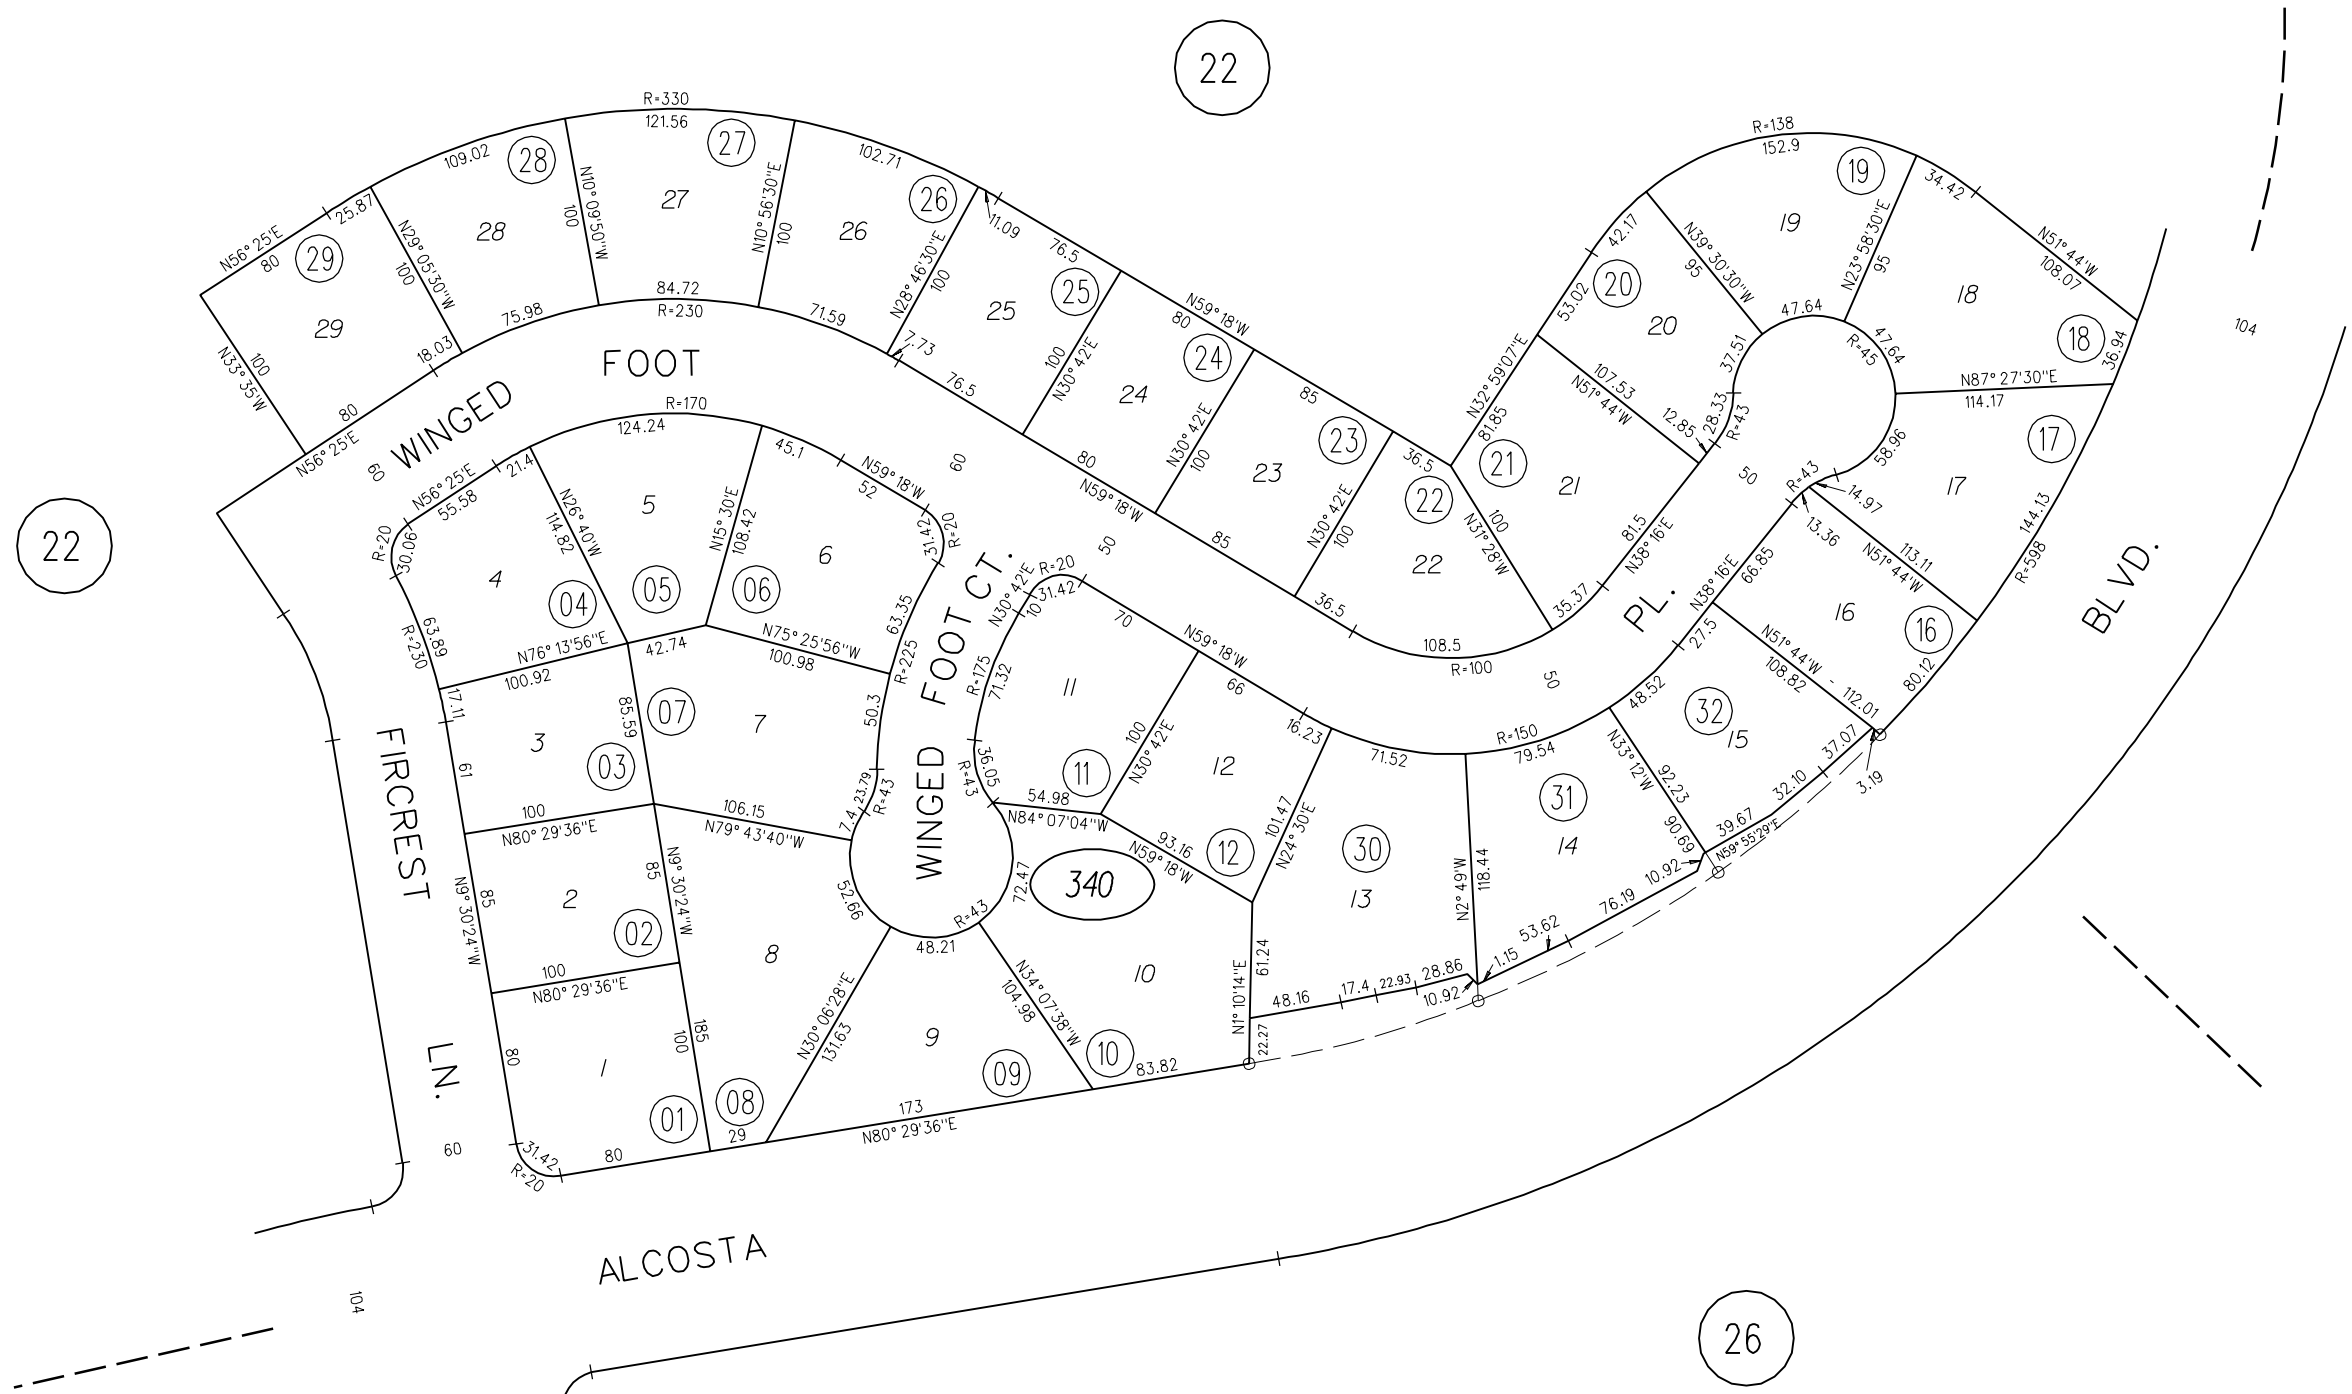 22
22
26
340
WINGED
FOOT
PL.
WINGED FOOT CT.
FIRCREST
LN.
ALCOSTA
BLVD.
R=330
121.56
109.02
28
27
102.71
26
25.87
N56° 25'E
80
29
N29° 05'30"W
100
28
N10° 09'50"W
100
27
N10° 56'30"E
100
26
N28° 46'30"E
100
11.09
76.5
25
25
N33° 35'W
100
29
18.03
75.98
84.72
R=230
71.59
7.73
76.5
80
N56° 25'E
60
N59° 18'W
80
24
24
N30° 42'E
100
N30° 42'E
100
85
23
23
N30° 42'E
100
36.5
22
22
80
N59° 18'W
85
36.5
108.5
R=100
50
35.37
N31° 28'W
100
21
21
N32° 59'07"E
81.85
53.02
42.17
20
20
N39° 30'30"W
95
107.53
N51° 44'W
12.85
28.33
R=43
37.51
R=138
152.9
19
19
N23° 58'30"E
95
34.42
47.64
47.64
R=45
18
18
N51° 44'W
108.07
36.94
104
N87° 27'30"E
114.17
17
17
58.96
R=43
14.97
13.36
113.11
N51° 44'W
144.13
R=598
50
81.5
N38° 16'E
N38° 16'E
66.85
16
16
27.5
N51° 44'W - 112.01
108.82
80.12
32
15
48.52
37.07
3.19
32.10
39.67
N59° 55'29"E
N33° 12'W
92.23
90.69
10.92
R=150
79.54
31
14
76.19
53.62
1.15
N2° 49'W
118.44
71.52
16.23
30
13
101.47
N24° 30'E
28.86
22.93
17.4
48.16
10.92
61.24
N1° 10'14"E
22.27
R=170
124.24
21.4
N56° 25'E
55.58
R=20
30.06
4
04
N26° 40'W
114.82
5
05
45.1
N59° 18'W
52
60
N15° 30'E
108.42
6
06
31.42
R=20
63.35
R=225
63.89
R=230
N76° 13'56"E
100.92
42.74
N75° 25'56"W
100.98
17.11
3
03
85.59
07
7
50.3
61
100
N80° 29'36"E
106.15
N79° 43'40"W
7.4
23.79
R=43
2
02
N9° 30'24"W
85
N9° 30'24"W
85
100
N80° 29'36"E
8
08
52.66
48.21
R=43
72.47
1
01
80
185
100
N30° 06'28"E
131.63
9
09
N34° 07'38"W
104.98
10
10
83.82
31.42
R=20
80
29
173
N80° 29'36"E
60
104
50
R=20
31.42
10
N30° 42'E
R=175
71.32
36.05
R=43
11
11
70
N59° 18'W
66
100
N30° 42'E
54.98
N84° 07'04"W
12
12
93.16
N59° 18'W